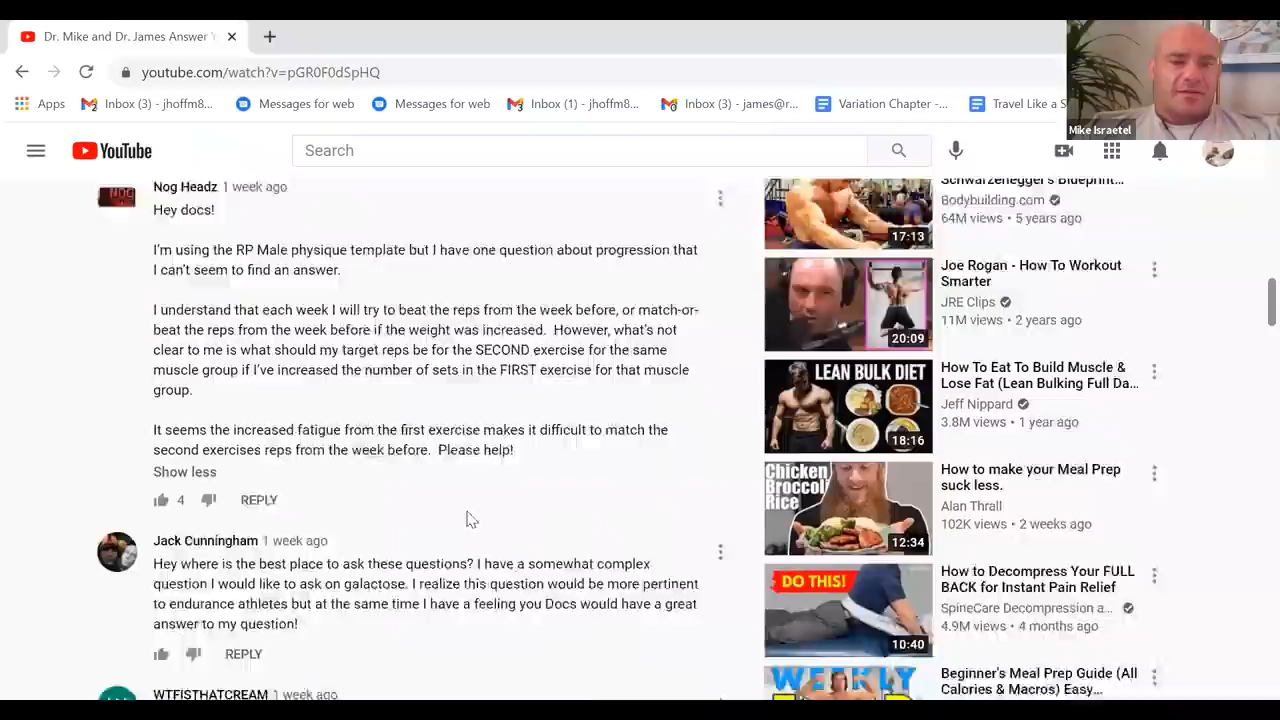 Dr. Mike and Dr. James Answer
youtube.com/watch?v=pGR0F0dSpHQ
Apps
Inbox (3) - jhoffm8...
Messages for web
Messages for web
Inbox (1) - jhoffm8...
Inbox (3) - james@r...
Variation Chapter -...
Travel Like a S
Mike Israetel
YouTube
Search
Nog Headz 1 week ago
Hey docs!
I'm using the RP Male physique template but I have one question about progression that
I can't seem to find an answer.
I understand that each week I will try to beat the reps from the week before, or match-or-
beat the reps from the week before if the weight was increased. However, what's not
clear to me is what should my target reps be for the SECOND exercise for the same
muscle group if I've increased the number of sets in the FIRST exercise for that muscle
group.
It seems the increased fatigue from the first exercise makes it difficult to match the
second exercises reps from the week before. Please help!
Show less
4
REPLY
Jack Cunningham 1 week ago
Hey where is the best place to ask these questions? I have a somewhat complex
question I would like to ask on galactose. I realize this question would be more pertinent
to endurance athletes but at the same time I have a feeling you Docs would have a great
answer to my question!
REPLY
WTFISTHATCREAM 1 week ago
Schwarzenegger's Blueprint...
Bodybuilding.com
64M views • 5 years ago
17:13
Joe Rogan - How To Workout
Smarter
JRE Clips
11M views • 2 years ago
20:09
LEAN BULK DIET
How To Eat To Build Muscle &
Lose Fat (Lean Bulking Full Da...
Jeff Nippard
3.8M views • 1 year ago
18:16
Chicken
Broccoli
Rice
How to make your Meal Prep
suck less.
Alan Thrall
102K views • 2 weeks ago
12:34
DO THIS!
How to Decompress Your FULL
BACK for Instant Pain Relief
SpineCare Decompression a...
4.9M views • 4 months ago
10:40
WEEKLY
Beginner's Meal Prep Guide (All
Calories & Macros) Easy...